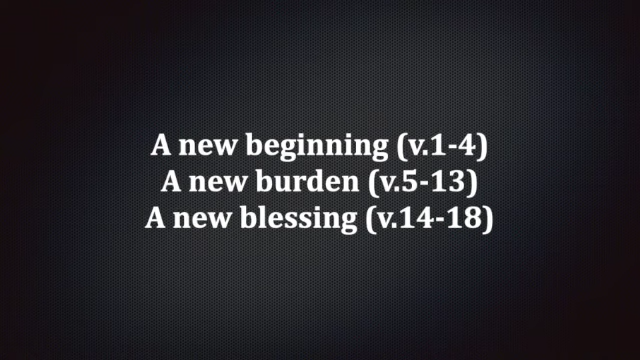 A new beginning (v.1-4)
A new burden (v.5-13)
A new blessing (v.14-18)